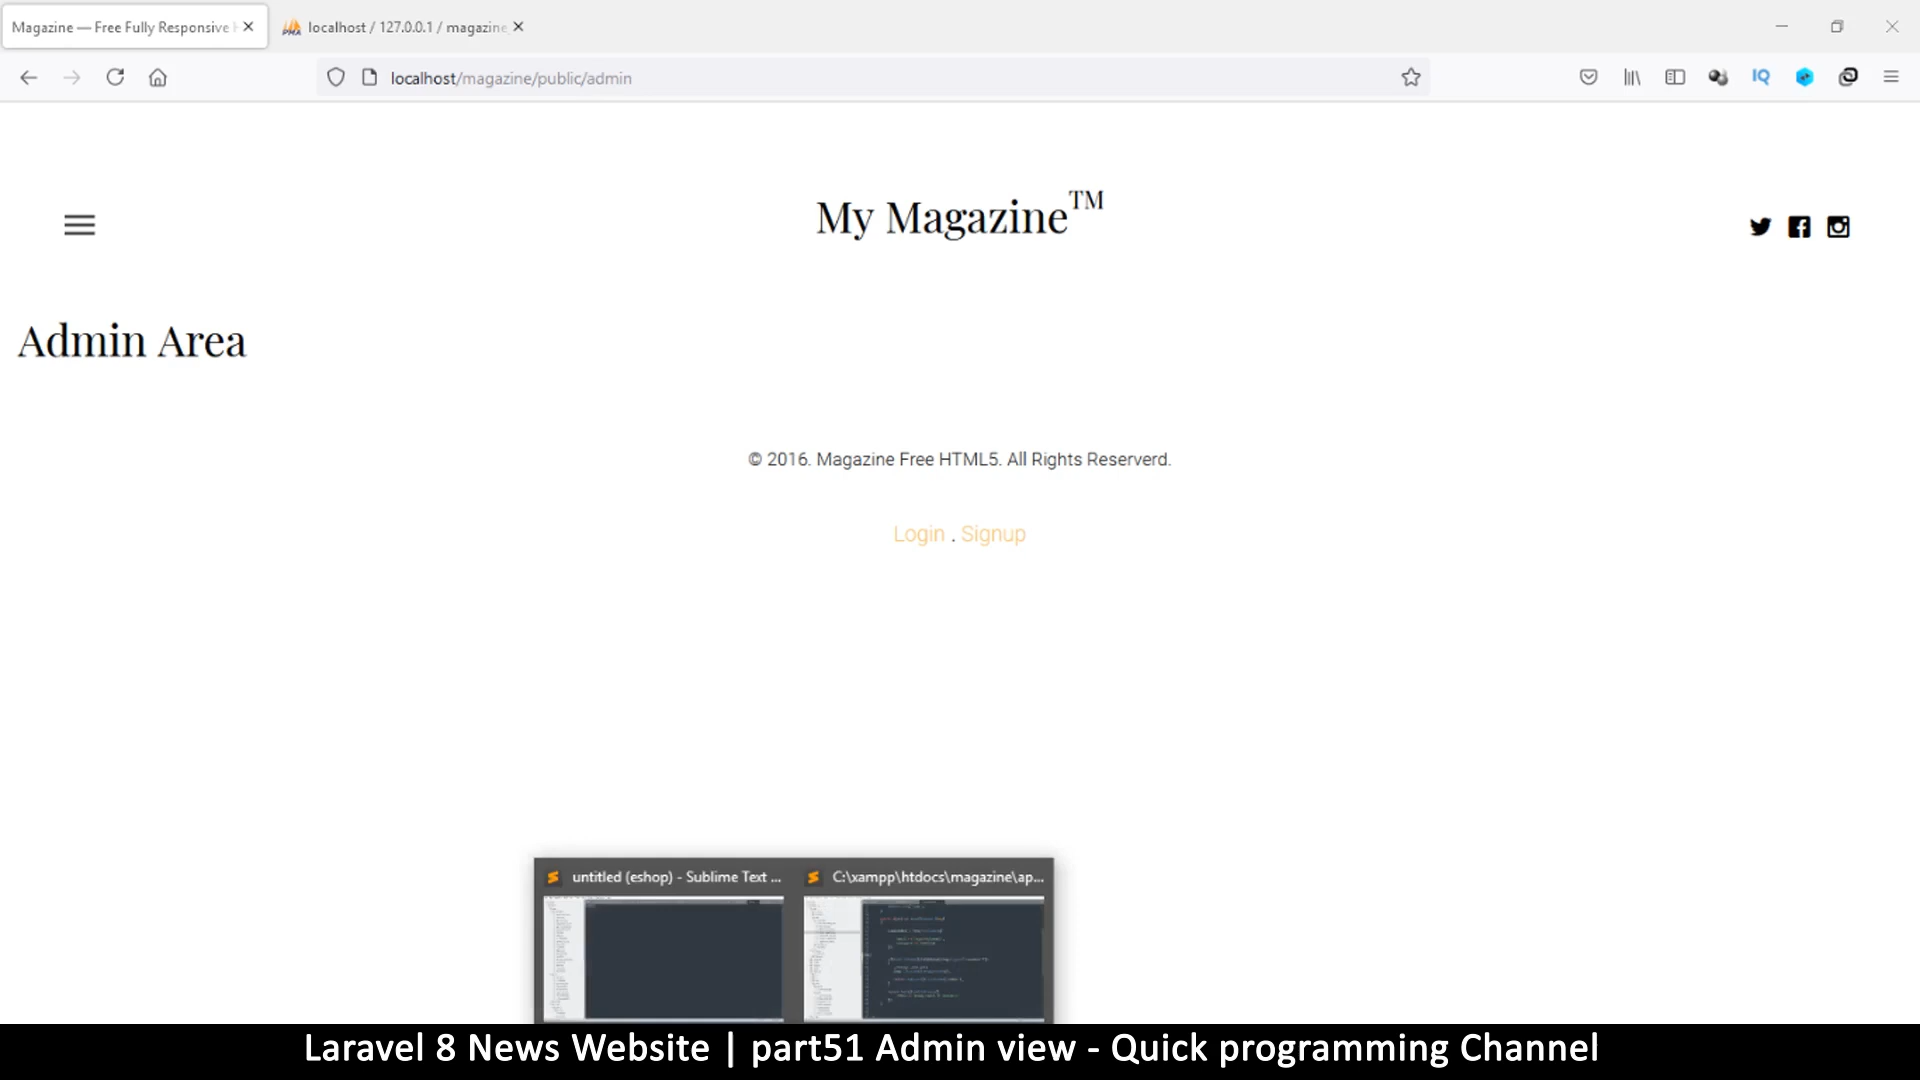 Magazine — Free Fully Responsive
localhost / 127.0.0.1 / magazine
localhost/magazine/public/admin
IQ
My Magazine™
Admin Area
© 2016. Magazine Free HTML5. All Rights Reserverd.
Login . Signup
untitled (eshop) - Sublime Text ...
C:\xampp\htdocs\magazine\ap...
Laravel 8 News Website | part51 Admin view - Quick programming Channel